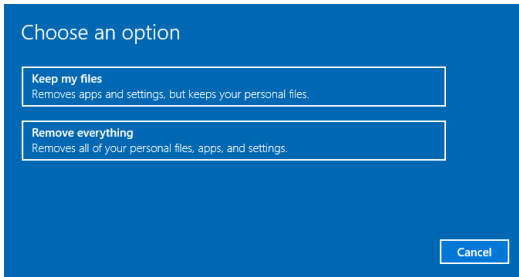 Choose an option
Keep my files
Removes apps and settings, but keeps your personal files.
Remove everything
Removes all of your personal files, apps, and settings.
Cancel